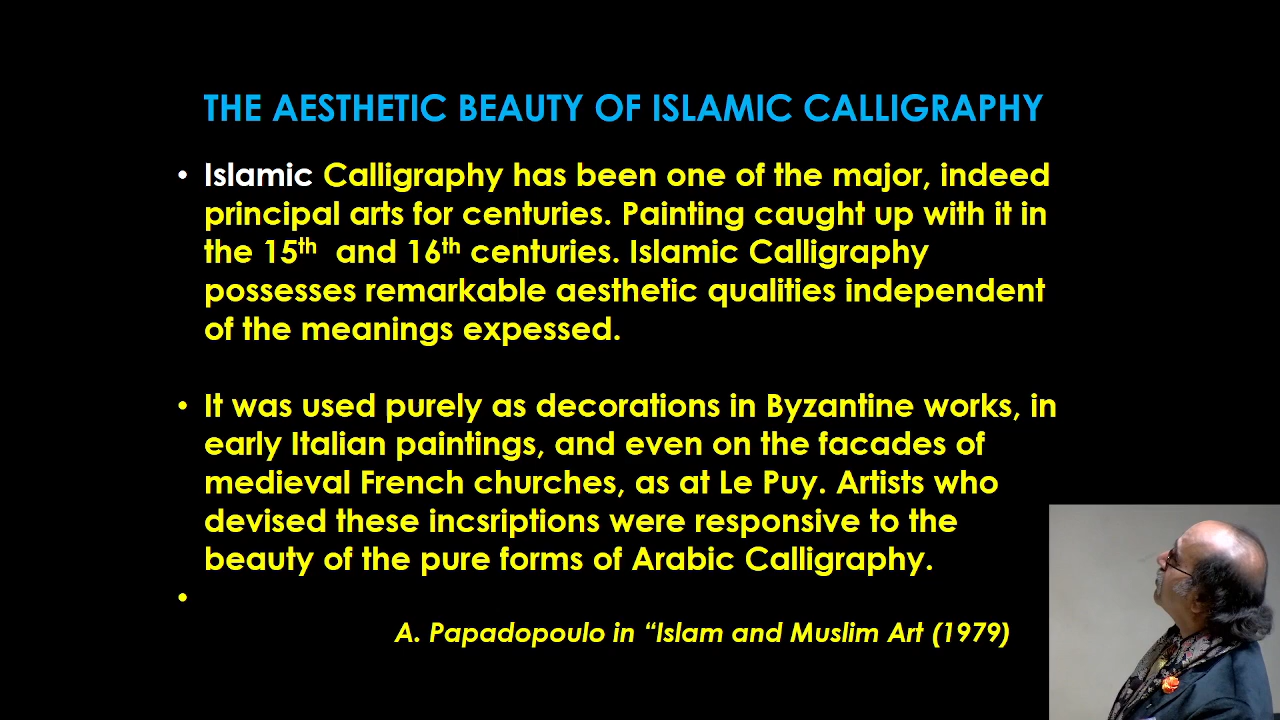 THE AESTHETIC BEAUTY OF ISLAMIC CALLIGRAPHY
• Islamic Calligraphy has been one of the major, indeed
principal arts for centuries. Painting caught up with it in
the 15th and 16th centuries. Islamic Calligraphy
possesses remarkable aesthetic qualities independent
of the meanings expessed.
• It was used purely as decorations in Byzantine works, in
early Italian paintings, and even on the facades of
medieval French churches, as at Le Puy. Artists who
devised these incsriptions were responsive to the
beauty of the pure forms of Arabic Calligraphy.
•
A. Papadopoulo in “Islam and Muslim Art (1979)